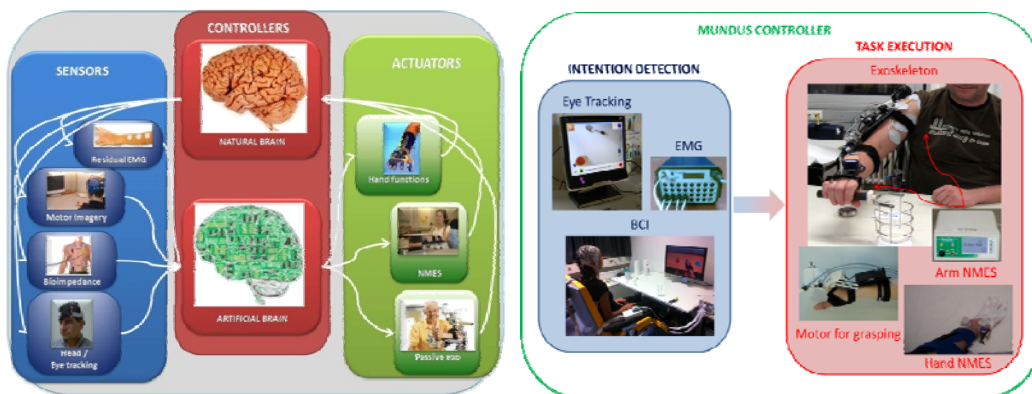 CONTROLLERS
SENSORS
ACTUATORS
NATURAL BRAIN
Residual EMG
Motor Imagery
Bioimpedance
Head /
Eye tracking
ARTIFICIAL BRAIN
Hand functions
NMES
Passive exo
MUNDUS CONTROLLER
INTENTION DETECTION
Eye Tracking
EMG
BCI
TASK EXECUTION
Exoskeleton
Arm NMES
Motor for grasping
Hand NMES